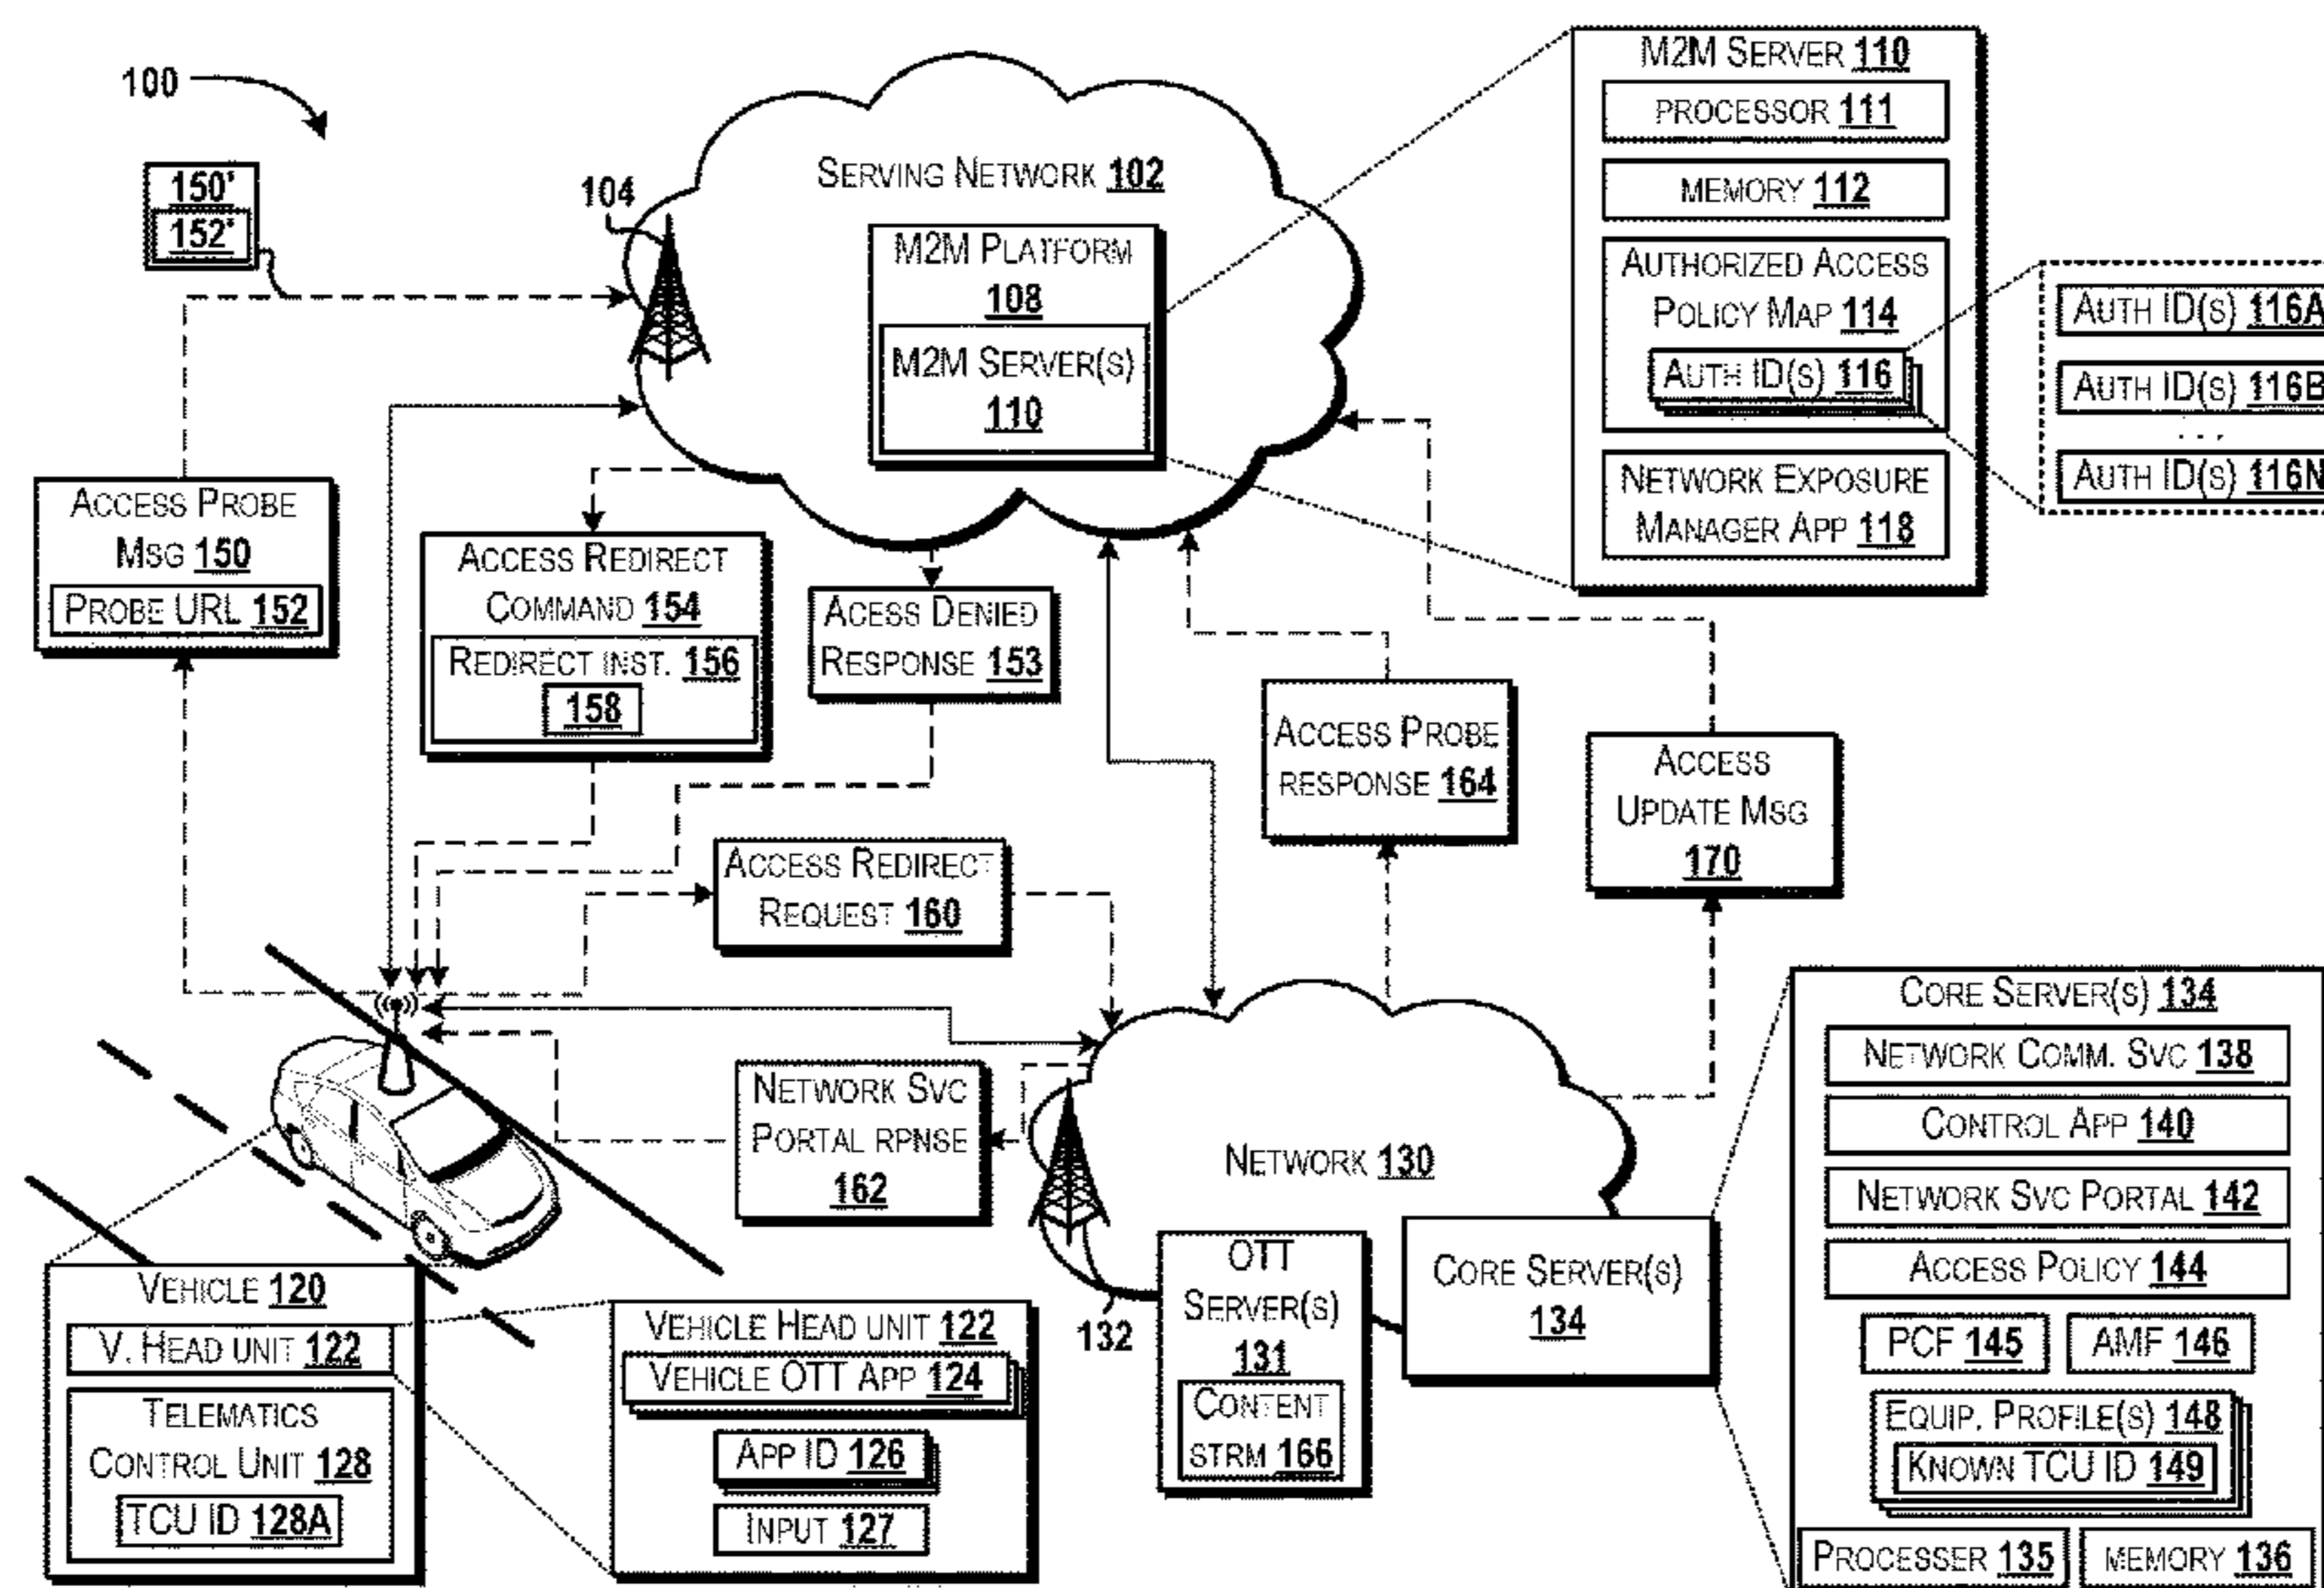 100
150'
152'
104
SERVING NETWORK 102
M2M PLATFORM
108
M2M SERVER(S)
110
M2M SERVER 110
PROCESSOR 111
MEMORY 112
AUTHORIZED ACCESS
POLICY MAP 114
AUTH ID(S) 116
NETWORK EXPOSURE
MANAGER APP 118
AUTH ID(S) 116A
AUTH ID(S) 116B
...
AUTH ID(S) 116N
ACCESS PROBE
MSG 150
PROBE URL 152
ACCESS REDIRECT
COMMAND 154
REDIRECT INST. 156
158
ACESS DENIED
RESPONSE 153
ACCESS PROBE
RESPONSE 164
ACCESS
UPDATE MSG
170
ACCESS REDIRECT
REQUEST 160
NETWORK SVC
PORTAL RPNSE
162
NETWORK 130
132
OTT
SERVER(S)
131
CONTENT
STRM 166
CORE SERVER(S)
134
CORE SERVER(S) 134
NETWORK COMM. SVC 138
CONTROL APP 140
NETWORK SVC PORTAL 142
ACCESS POLICY 144
PCF 145
AMF 146
EQUIP. PROFILE(S) 148
KNOWN TCU ID 149
PROCESSER 135
MEMORY 136
VEHICLE 120
V. HEAD UNIT 122
TELEMATICS
CONTROL UNIT 128
TCU ID 128A
VEHICLE HEAD UNIT 122
VEHICLE OTT APP 124
APP ID 126
INPUT 127